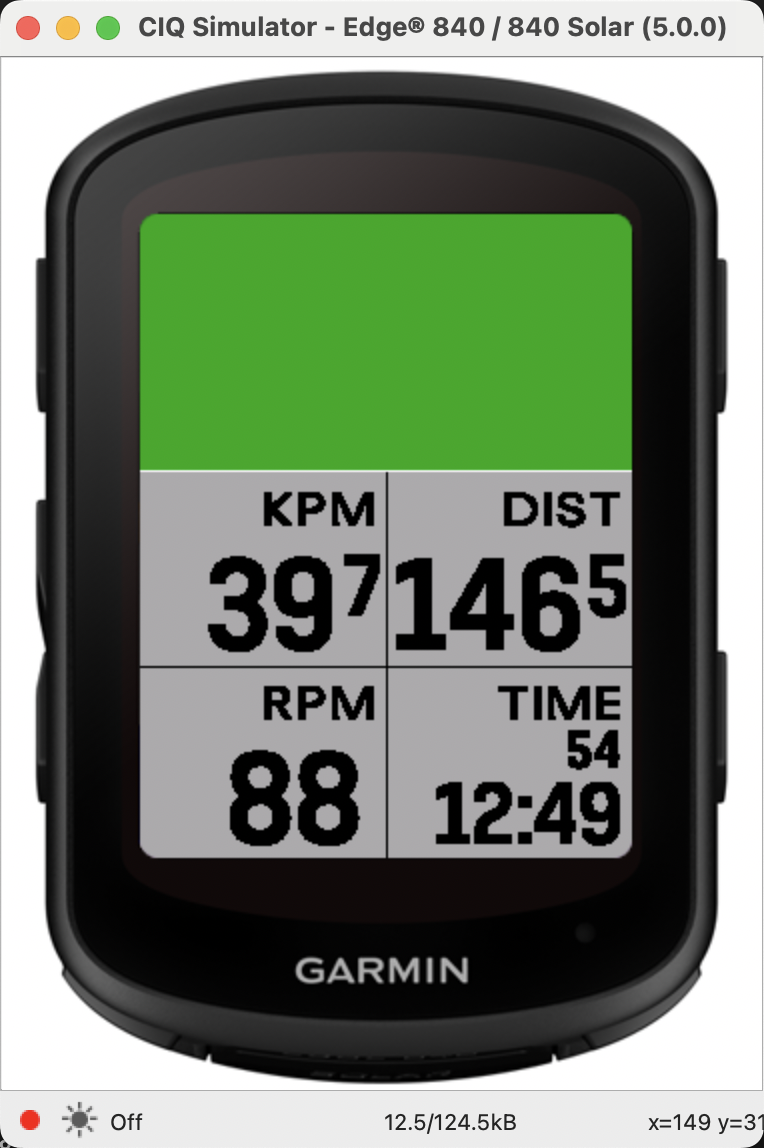 CIQ Simulator - Edge® 840 / 840 Solar (5.0.0)
KPM DIST
39⁷ 146⁵
RPM TIME
54
88 12:49
GARMIN
Off 12.5/124.5kB x=149 y=31